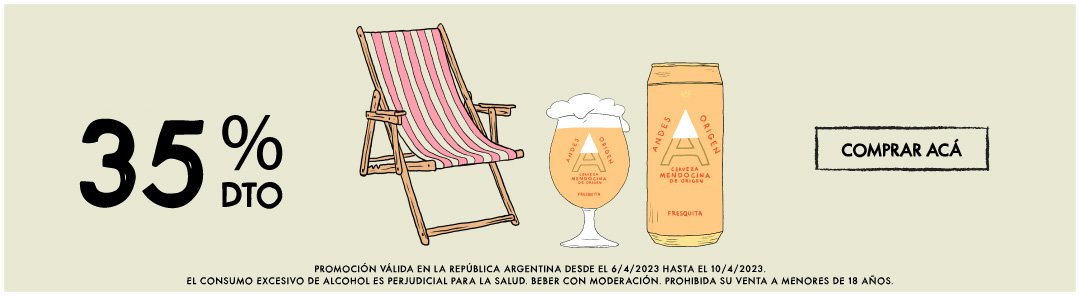 35%
DTO
ANDES ORIGEN
CERVEZA
MENDOCINA
DE ORIGEN
FRESQUITA
ANDES ORIGEN
CERVEZA
MENDOCINA
DE ORIGEN
FRESQUITA
COMPRAR ACÁ
PROMOCIÓN VÁLIDA EN LA REPÚBLICA ARGENTINA DESDE EL 6/4/2023 HASTA EL 10/4/2023.
EL CONSUMO EXCESIVO DE ALCOHOL ES PERJUDICIAL PARA LA SALUD. BEBER CON MODERACIÓN. PROHIBIDA SU VENTA A MENORES DE 18 AÑOS.